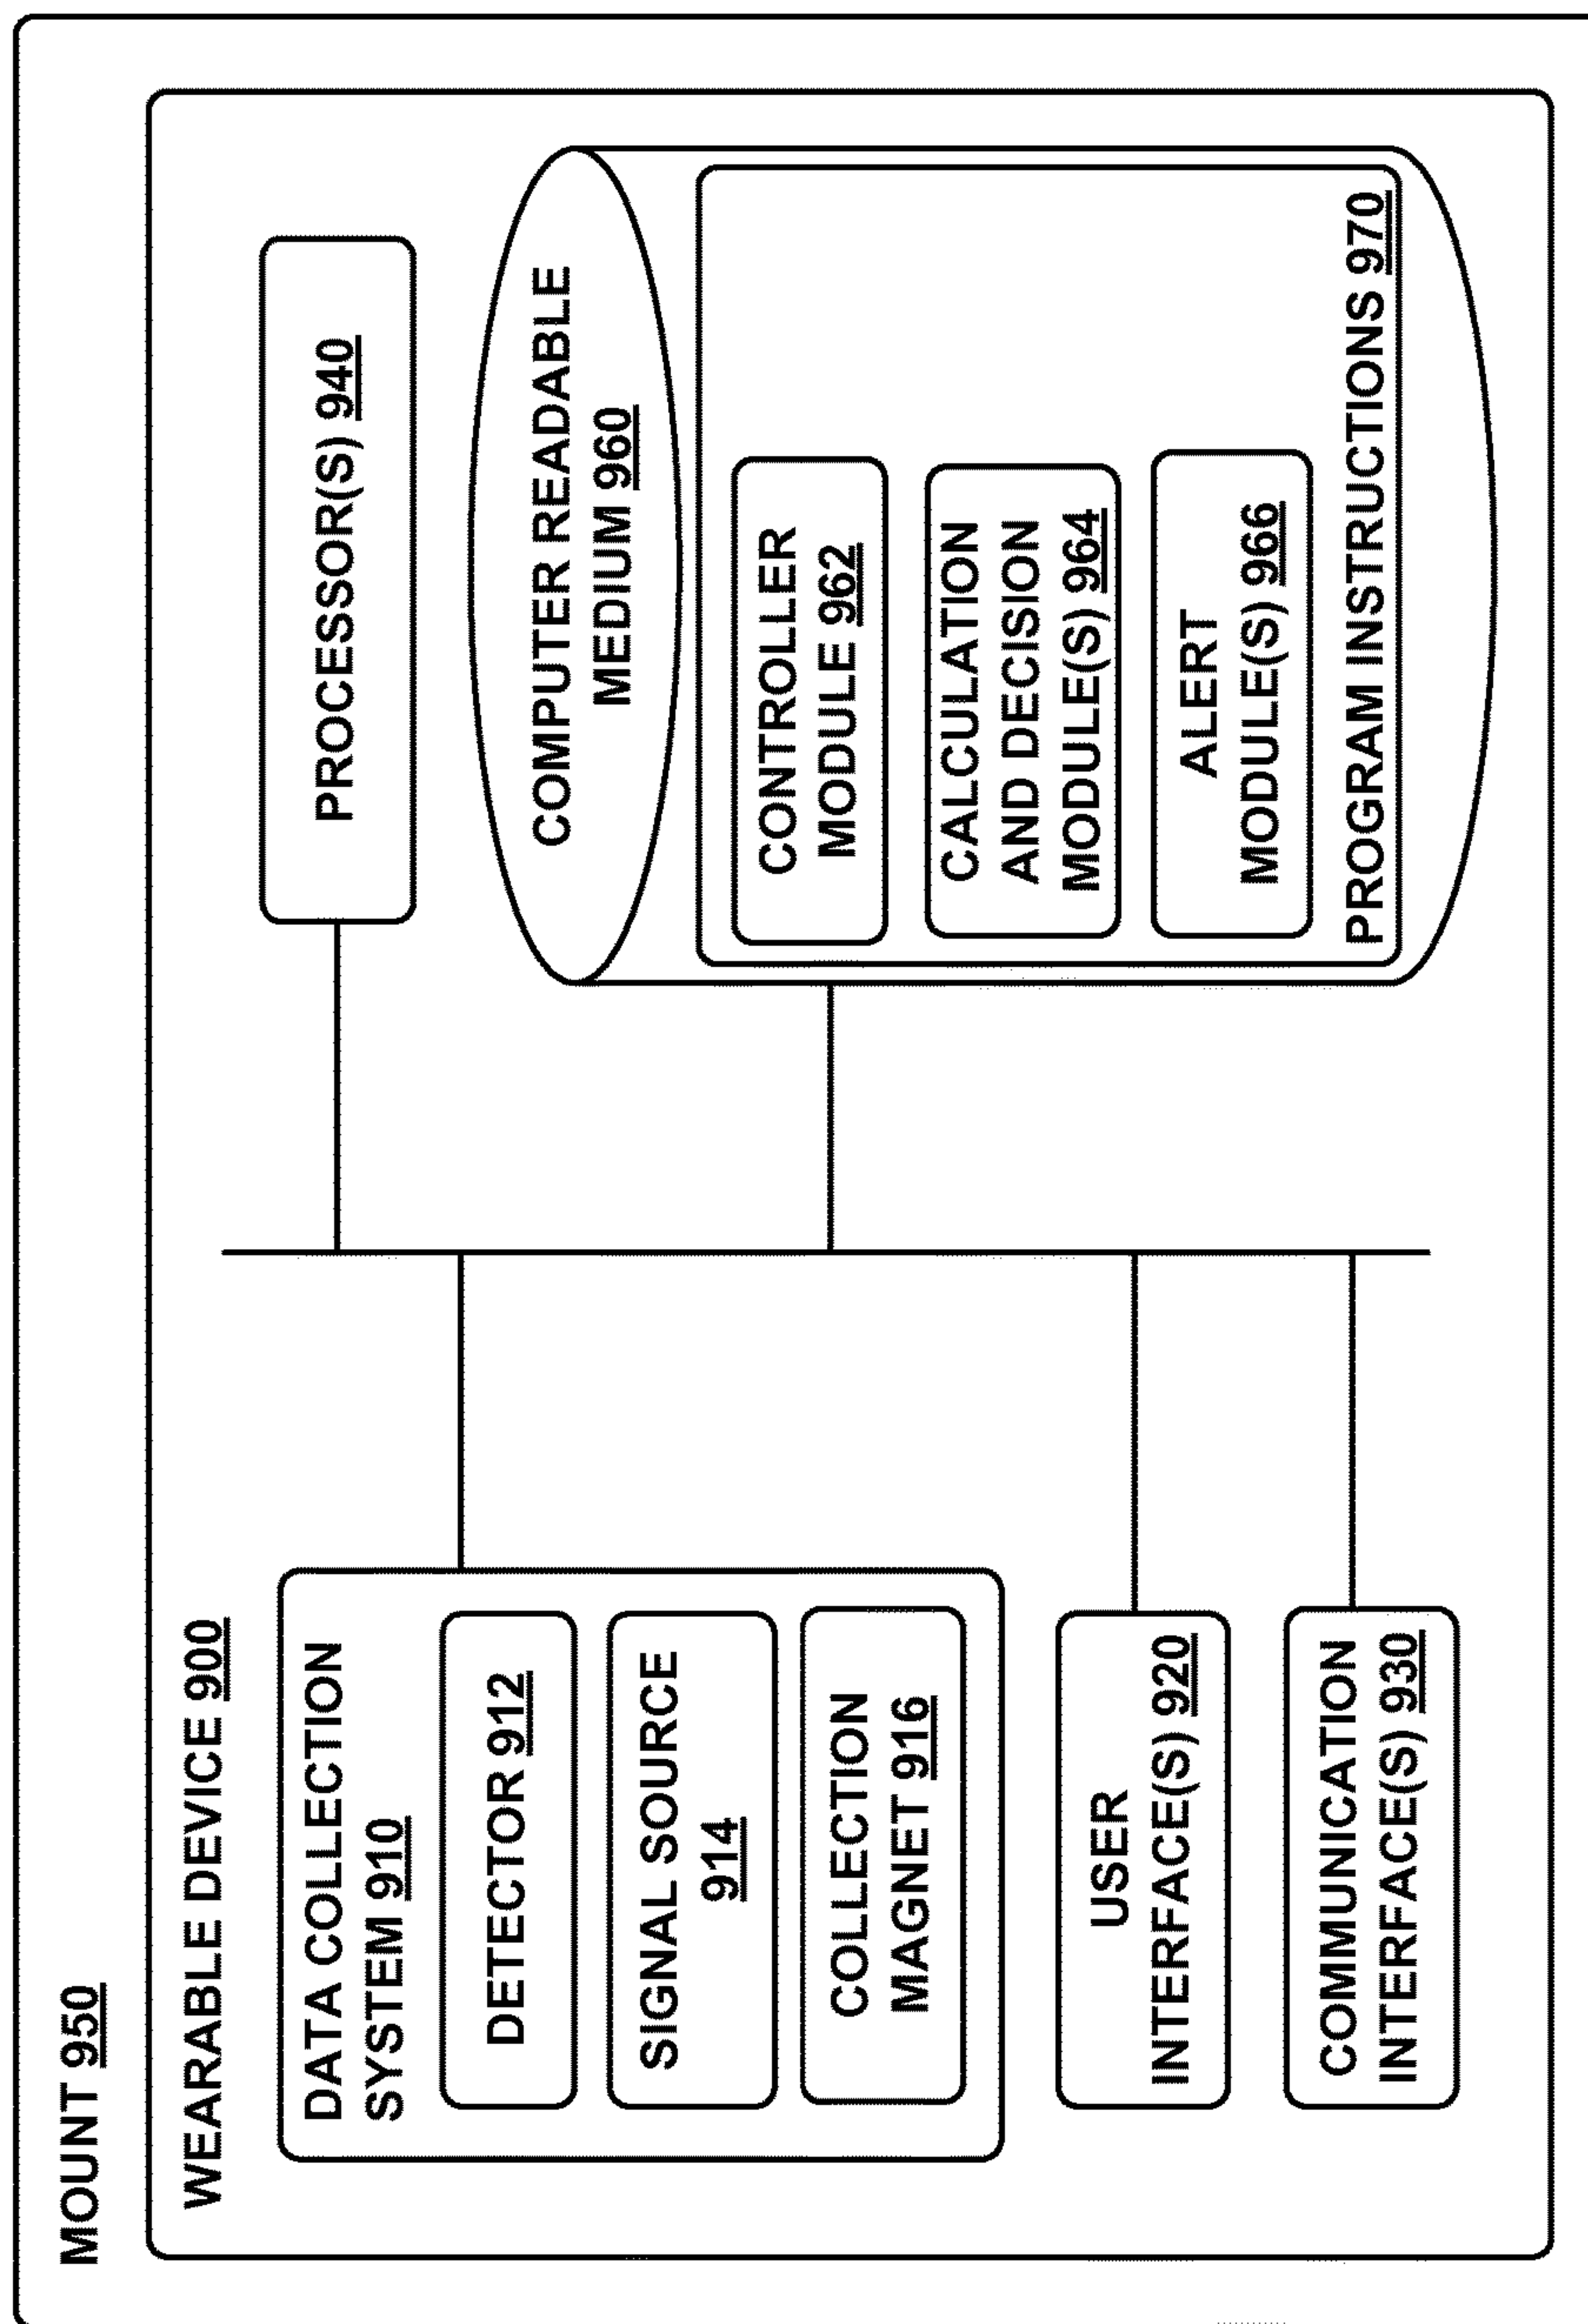 MOUNT 950
WEARABLE DEVICE 900
DATA COLLECTION
SYSTEM 910
DETECTOR 912
SIGNAL SOURCE
914
COLLECTION
MAGNET 916
USER
INTERFACE(S) 920
COMMUNICATION
INTERFACE(S) 930
PROCESSOR(S) 940
COMPUTER READABLE
MEDIUM 960
CONTROLLER
MODULE 962
CALCULATION
AND DECISION
MODULE(S) 964
ALERT
MODULE(S) 966
PROGRAM INSTRUCTIONS 970